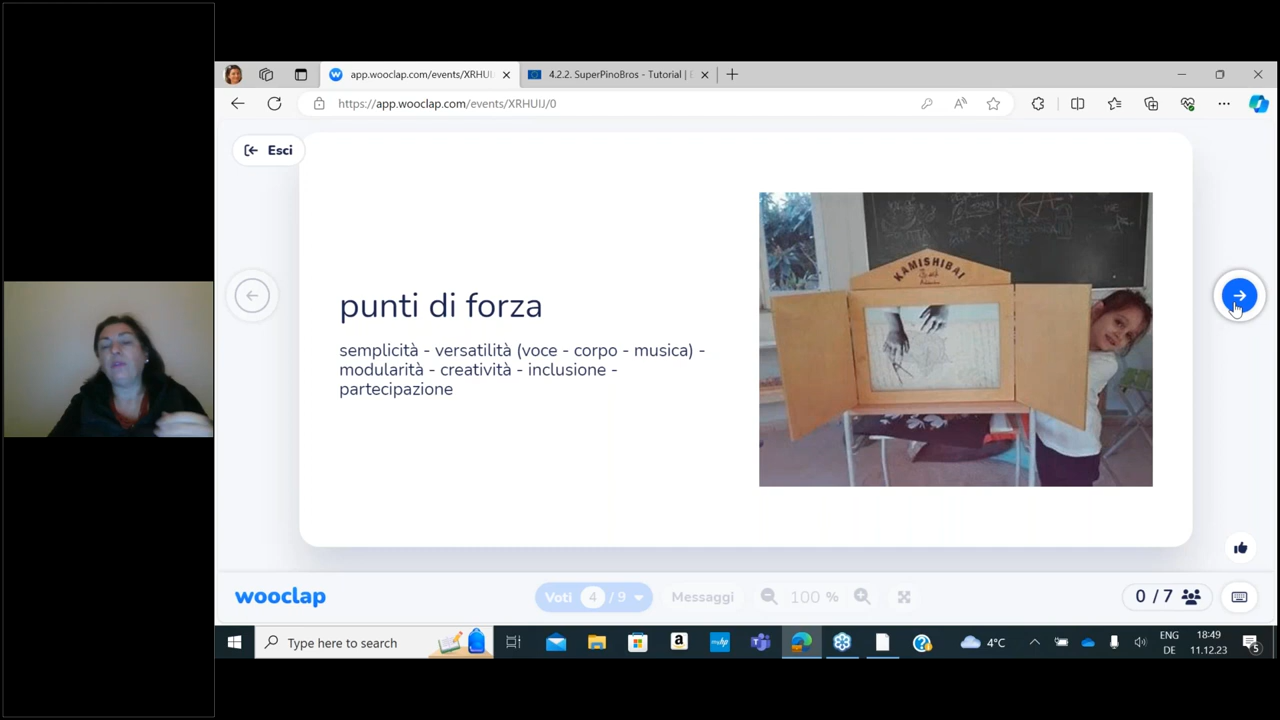 app.wooclap.com/events/XRHUI
4.2.2. SuperPinoBros - Tutorial |
https://app.wooclap.com/events/XRHUIJ/0
Esci
punti di forza
semplicità - versatilità (voce - corpo - musica) -
modularità - creatività - inclusione -
partecipazione
KAMISHIBAI
wooclap
Voti 4 / 9
Messaggi
100 %
0 / 7
Type here to search
4°C
ENG
DE
18:49
11.12.23
5